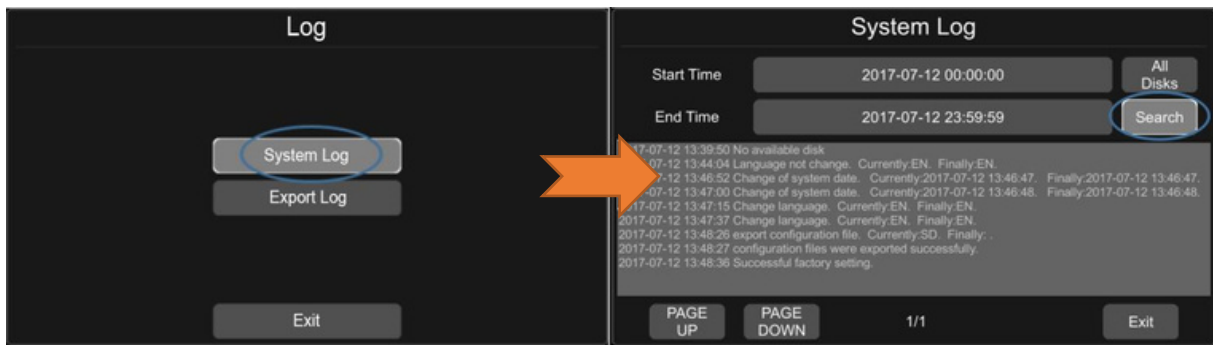 Log
System Log
Export Log
Exit
System Log
Start Time
2017-07-12 00:00:00
All
Disks
End Time
2017-07-12 23:59:59
Search
17-07-12 13:39:50 No available disk
07-12 13:44:04 Language not change. Currently:EN. Finally:EN.
-12 13:46:52 Change of system date. Currently:2017-07-12 13:46:47. Finally:2017-07-12 13:46:47.
-12 13:47:00 Change of system date. Currently:2017-07-12 13:46:48. Finally:2017-07-12 13:46:48.
2017-07-12 13:47:15 Change language. Currently:EN. Finally:EN.
2017-07-12 13:47:37 Change language. Currently:EN. Finally:EN.
2017-07-12 13:48:26 export configuration file. Currently:SD. Finally: .
2017-07-12 13:48:27 configuration files were exported successfully.
2017-07-12 13:48:36 Successful factory setting.
PAGE
UP
PAGE
DOWN
1/1
Exit